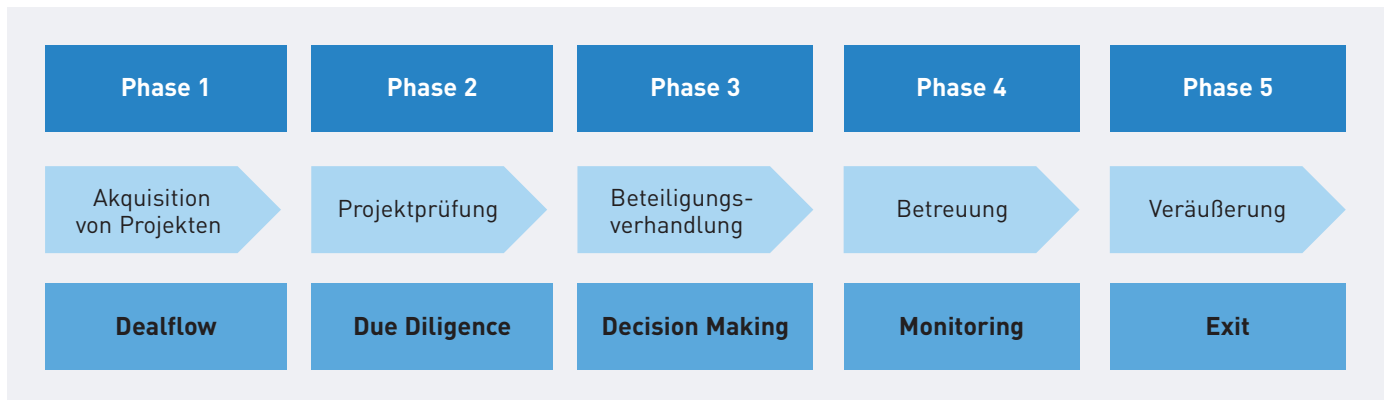 Phase 1
Phase 2
Phase 3
Phase 4
Phase 5
Akquisition
von Projekten
Projektprüfung
Beteiligungs-
verhandlung
Betreuung
Veräußerung
Dealflow
Due Diligence
Decision Making
Monitoring
Exit